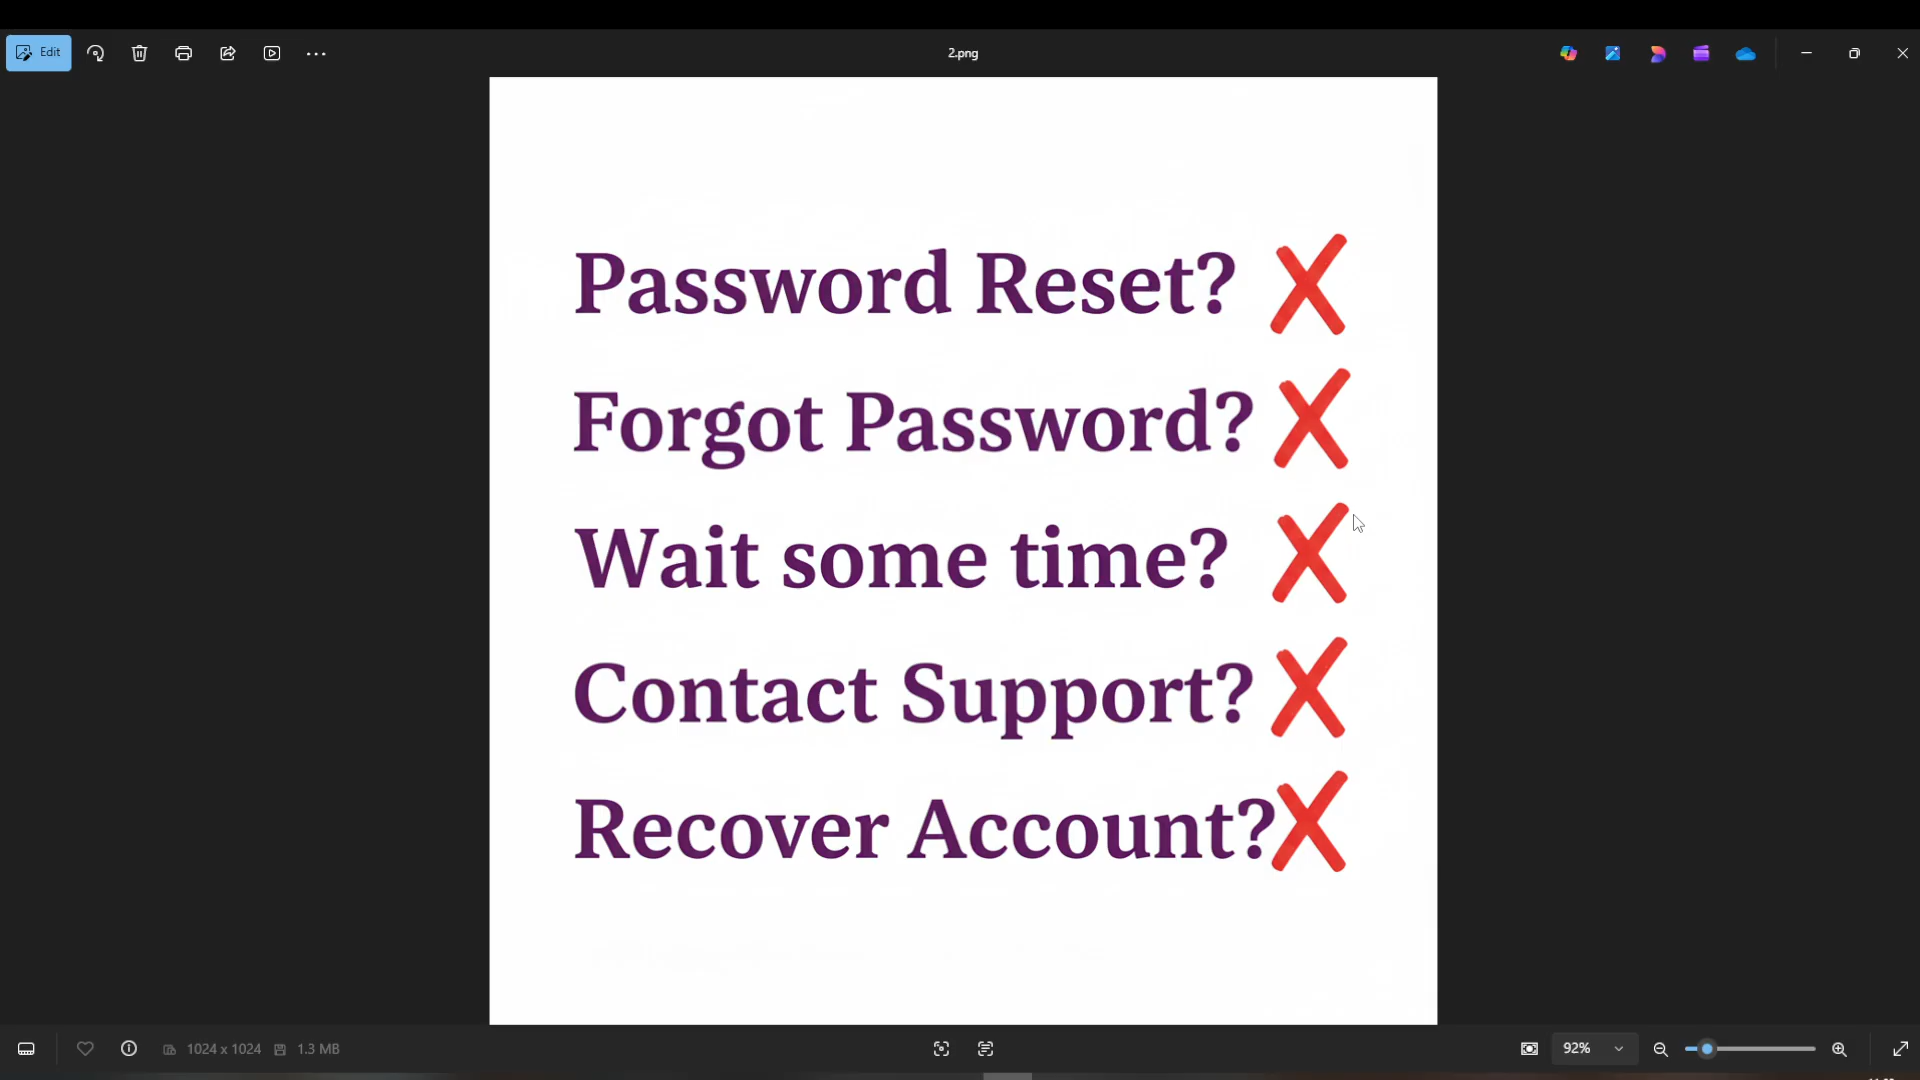 Edit
2.png
Password Reset?
Forgot Password?
Wait some time?
Contact Support?
Recover Account?
1024 x 1024
1.3 MB
92%